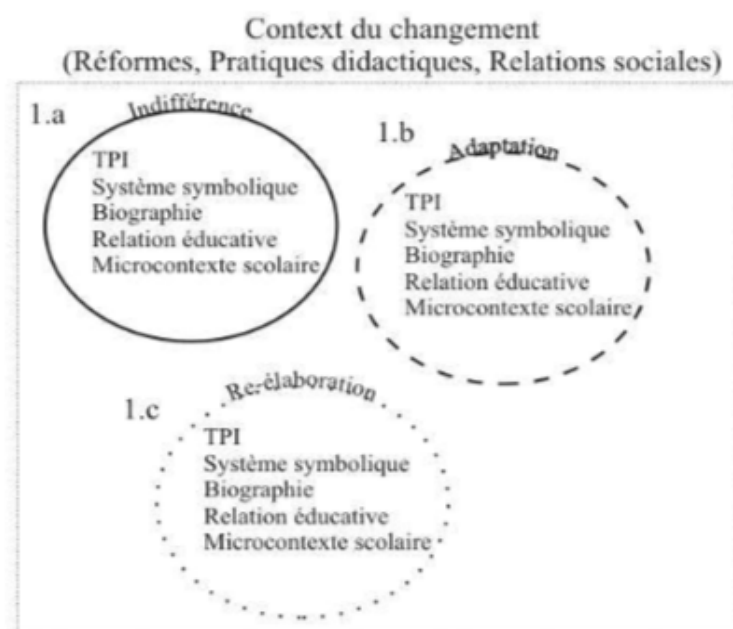 Context du changement
(Réformes, Pratiques didactiques, Relations sociales)
1.a
Indifférence
TPI
Système symbolique
Biographie
Relation éducative
Microcontexte scolaire
1.b
Adaptation
TPI
Système symbolique
Biographie
Relation éducative
Microcontexte scolaire
1.c
Re-élaboration
TPI
Système symbolique
Biographie
Relation éducative
Microcontexte scolaire